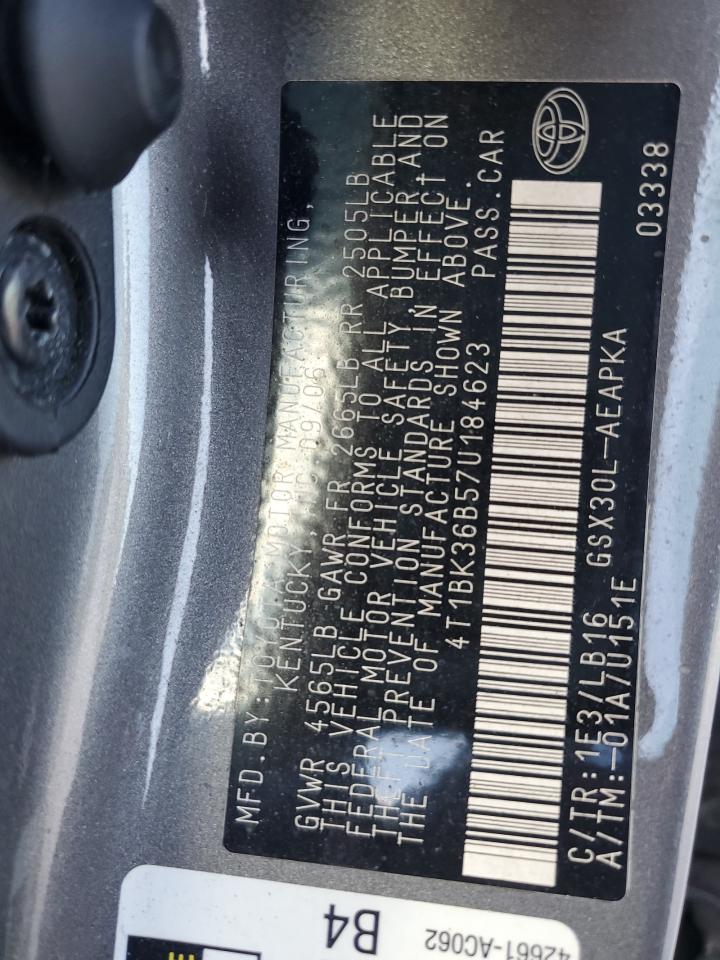 MFD.BY: TOYOTA MOTOR MANUFACTURING,
KENTUCKY, 09/06
GVWR 4565LB GAWR FR 2665LB RR 2505LB
THIS VEHICLE CONFORMS TO ALL APPLICABLE
FEDERAL MOTOR VEHICLE SAFETY, BUMPER, AND
THEFT PREVENTION STANDARDS IN EFFECT ON
THE DATE OF MANUFACTURE SHOWN ABOVE.
4T1BK36B57U184623 PASS.CAR
C/TR:1E3/LB16 GSX30L-AEAPKA 03338
A/TM:-01A/U151E
B4
42661-AC062